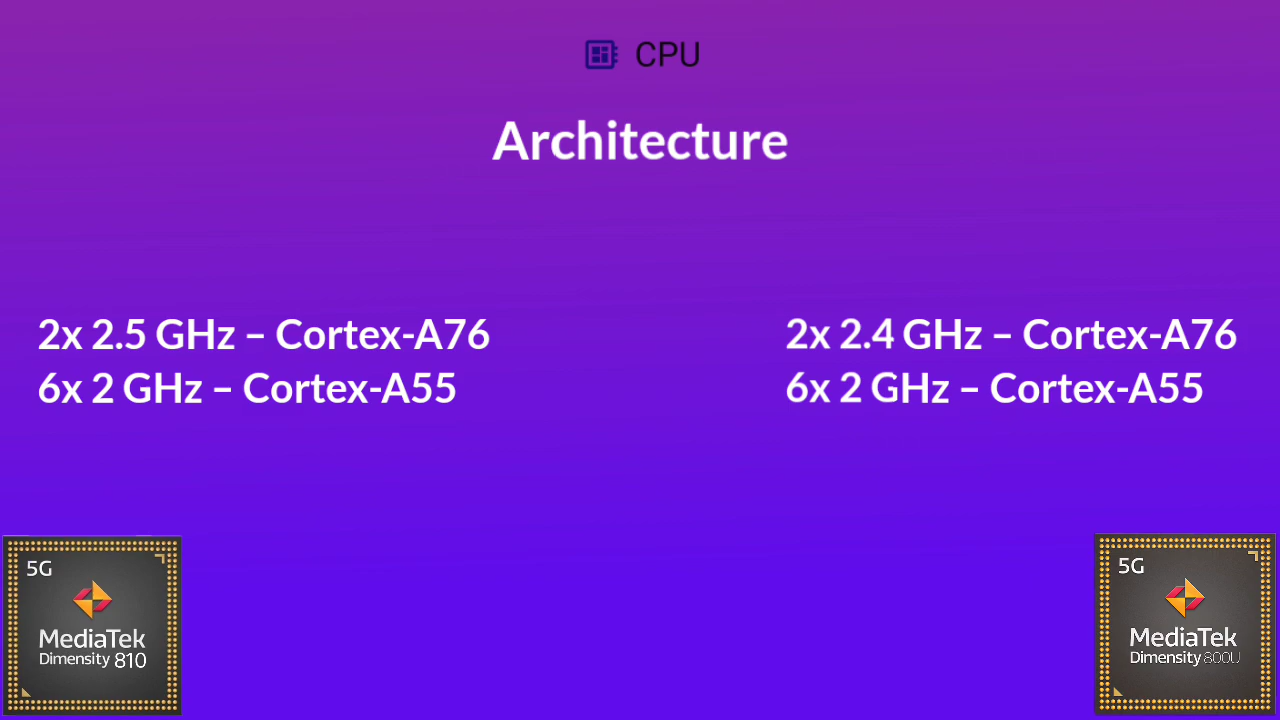 CPU
Architecture
2x 2.5 GHz – Cortex-A76
6x 2 GHz – Cortex-A55
2x 2.4 GHz – Cortex-A76
6x 2 GHz – Cortex-A55
5G
MediaTek
Dimensity 810
5G
MediaTek
Dimensity 800U